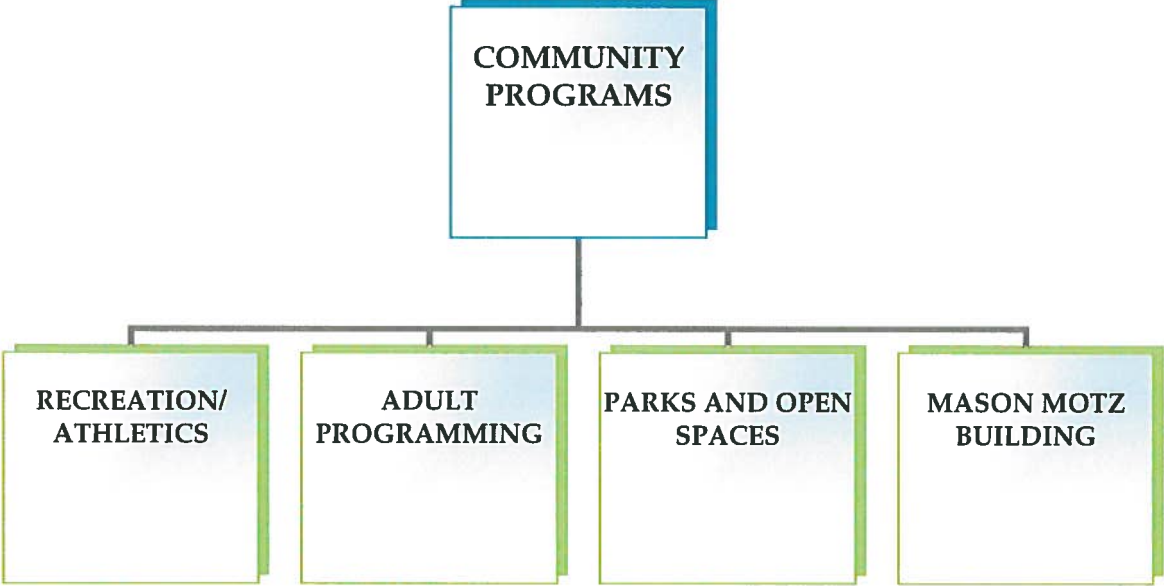 COMMUNITY
PROGRAMS
RECREATION/
ATHLETICS
ADULT
PROGRAMMING
PARKS AND OPEN
SPACES
MASON MOTZ
BUILDING